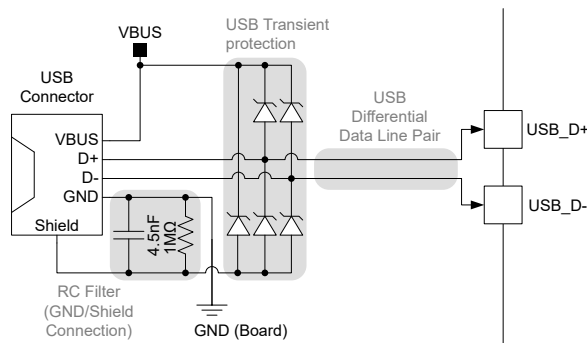 USB Transient
protection
VBUS
USB
Connector
USB
Differential
Data Line Pair
VBUS
D+
D-
GND
Shield
USB_D+
USB_D-
4.5nF
1MΩ
RC Filter
(GND/Shield
Connection)
GND (Board)